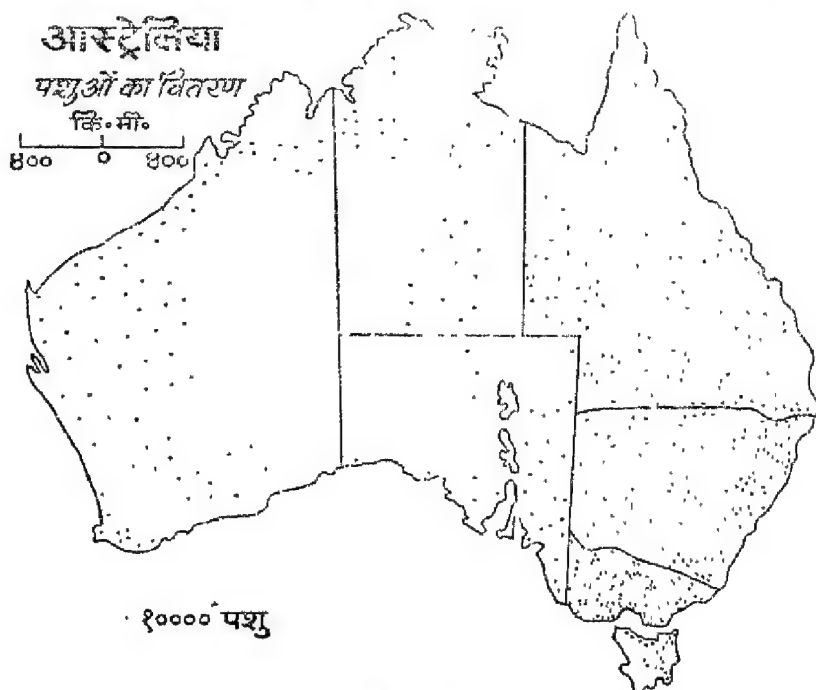 आस्ट्रेलिया
पशुओं का वितरण
कि॰मी॰
४०० ० ४००
१०००० पशु